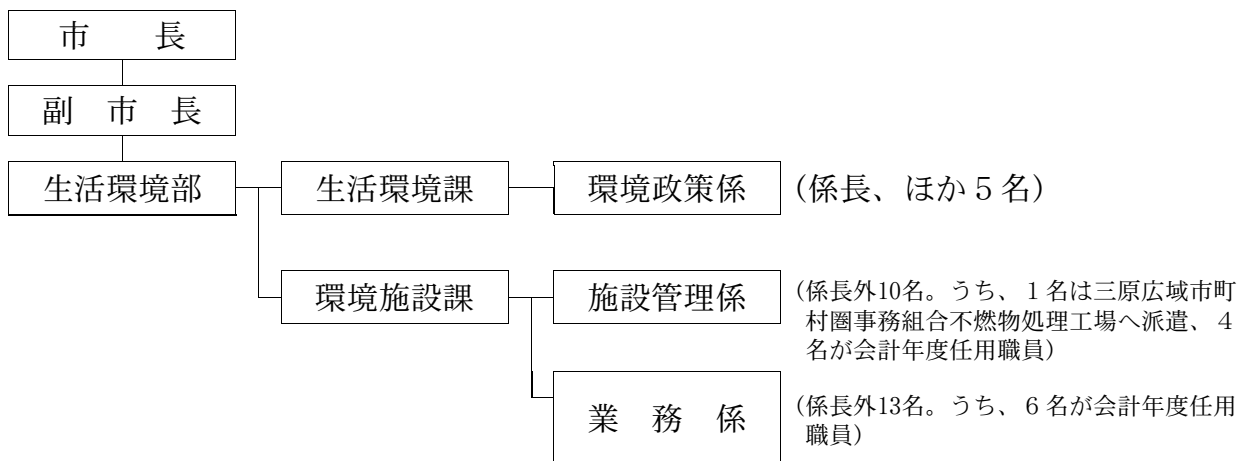 市　　長
副　市　長
生活環境部　生活環境課　環境政策係　(係長、ほか５名)
環境施設課　施設管理係　(係長外10名。うち、１名は三原広域市町
村圏事務組合不燃物処理工場へ派遣、４
名が会計年度任用職員)
業　務　係　(係長外13名。うち、６名が会計年度任用
職員)